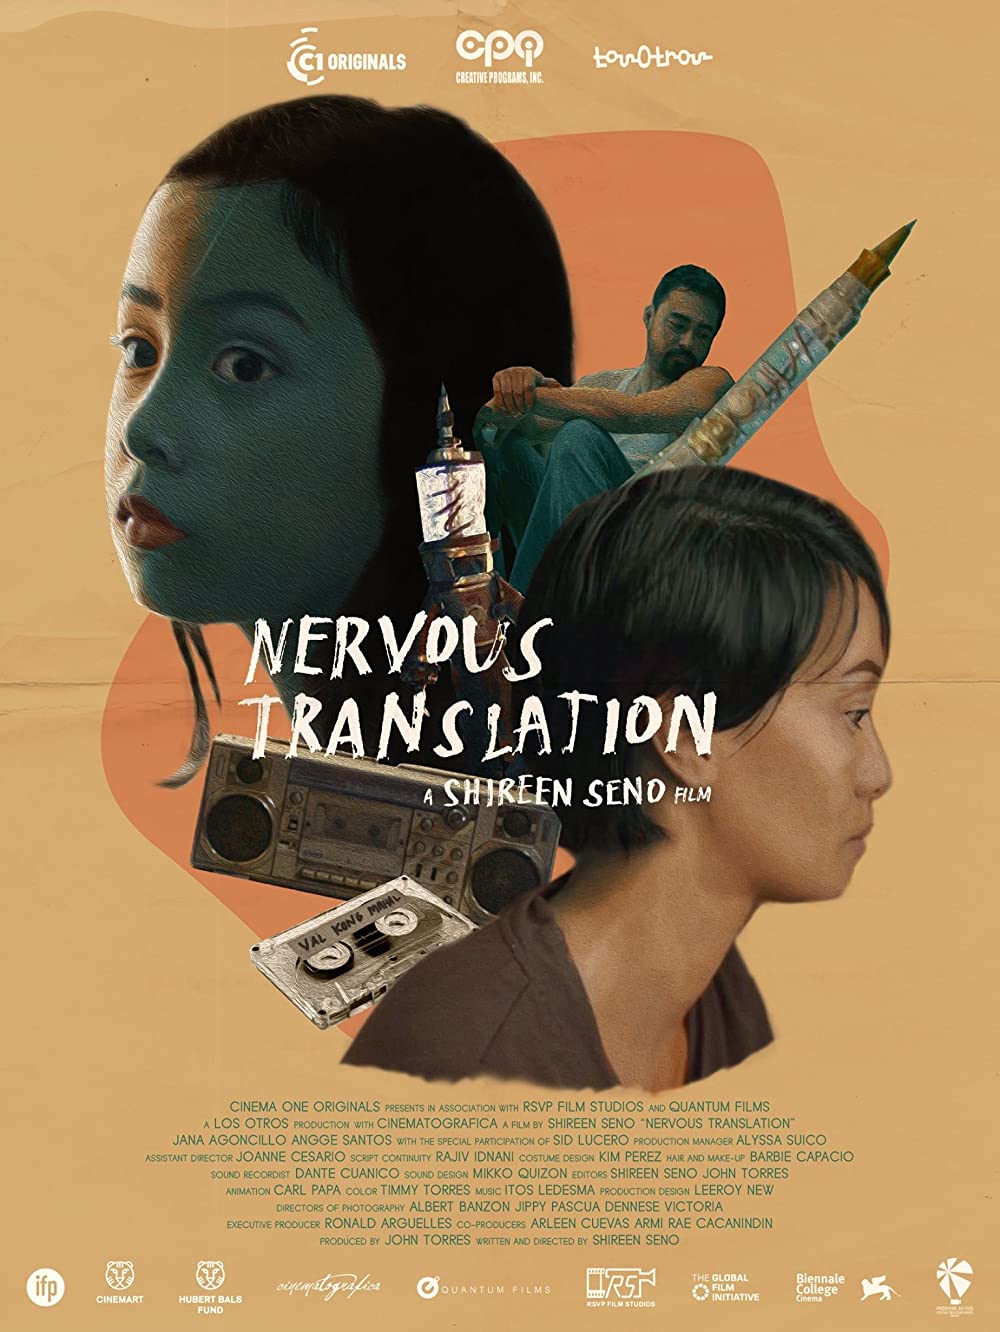 C1 ORIGINALS
cpi
CREATIVE PROGRAMS, INC.
LosOtros
NERVOUS
TRANSLATION
A SHIREEN SENO FILM
VAL KONG MAHAL
CINEMA ONE ORIGINALS PRESENTS IN ASSOCIATION WITH RSVP FILM STUDIOS AND QUANTUM FILMS
A LOS OTROS PRODUCTION WITH CINEMATOGRAFICA A FILM BY SHIREEN SENO "NERVOUS TRANSLATION"
JANA AGONCILLO ANGGE SANTOS WITH THE SPECIAL PARTICIPATION OF SID LUCERO PRODUCTION MANAGER ALYSSA SUICO
ASSISTANT DIRECTOR JOANNE CESARIO SCRIPT CONTINUITY RAJIV IDNANI COSTUME DESIGN KIM PEREZ HAIR AND MAKE-UP BARBIE CAPACIO
SOUND RECORDIST DANTE CUANICO SOUND DESIGN MIKKO QUIZON EDITORS SHIREEN SENO JOHN TORRES
ANIMATION CARL PAPA COLOR TIMMY TORRES MUSIC ITOS LEDESMA PRODUCTION DESIGN LEEROY NEW
DIRECTORS OF PHOTOGRAPHY ALBERT BANZON JIPPY PASCUA DENNESE VICTORIA
EXECUTIVE PRODUCER RONALD ARGUELLES CO-PRODUCERS ARLEEN CUEVAS ARMI RAE CACANINDIN
PRODUCED BY JOHN TORRES WRITTEN AND DIRECTED BY SHIREEN SENO
ifp
CINEMART
HUBERT BALS
FUND
cinematografica
QUANTUM FILMS
RSVP
RSVP FILM STUDIOS
THE GLOBAL
FILM
INITIATIVE
Biennale
College
Cinema